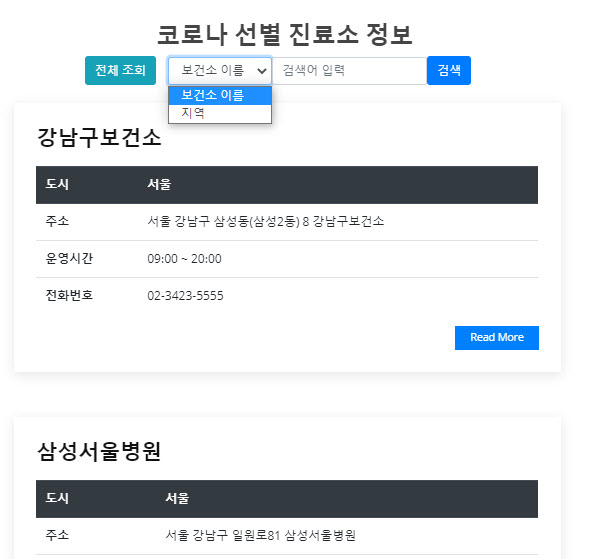 코로나 선별 진료소 정보
전체 조회 보건소 이름 검색어 입력 검색
보건소 이름
지역
강남구보건소
도시 서울
주소 서울 강남구 삼성동(삼성2동) 8 강남구보건소
운영시간 09:00 ~ 20:00
전화번호 02-3423-5555
Read More
삼성서울병원
도시 서울
주소 서울 강남구 일원로81 삼성서울병원